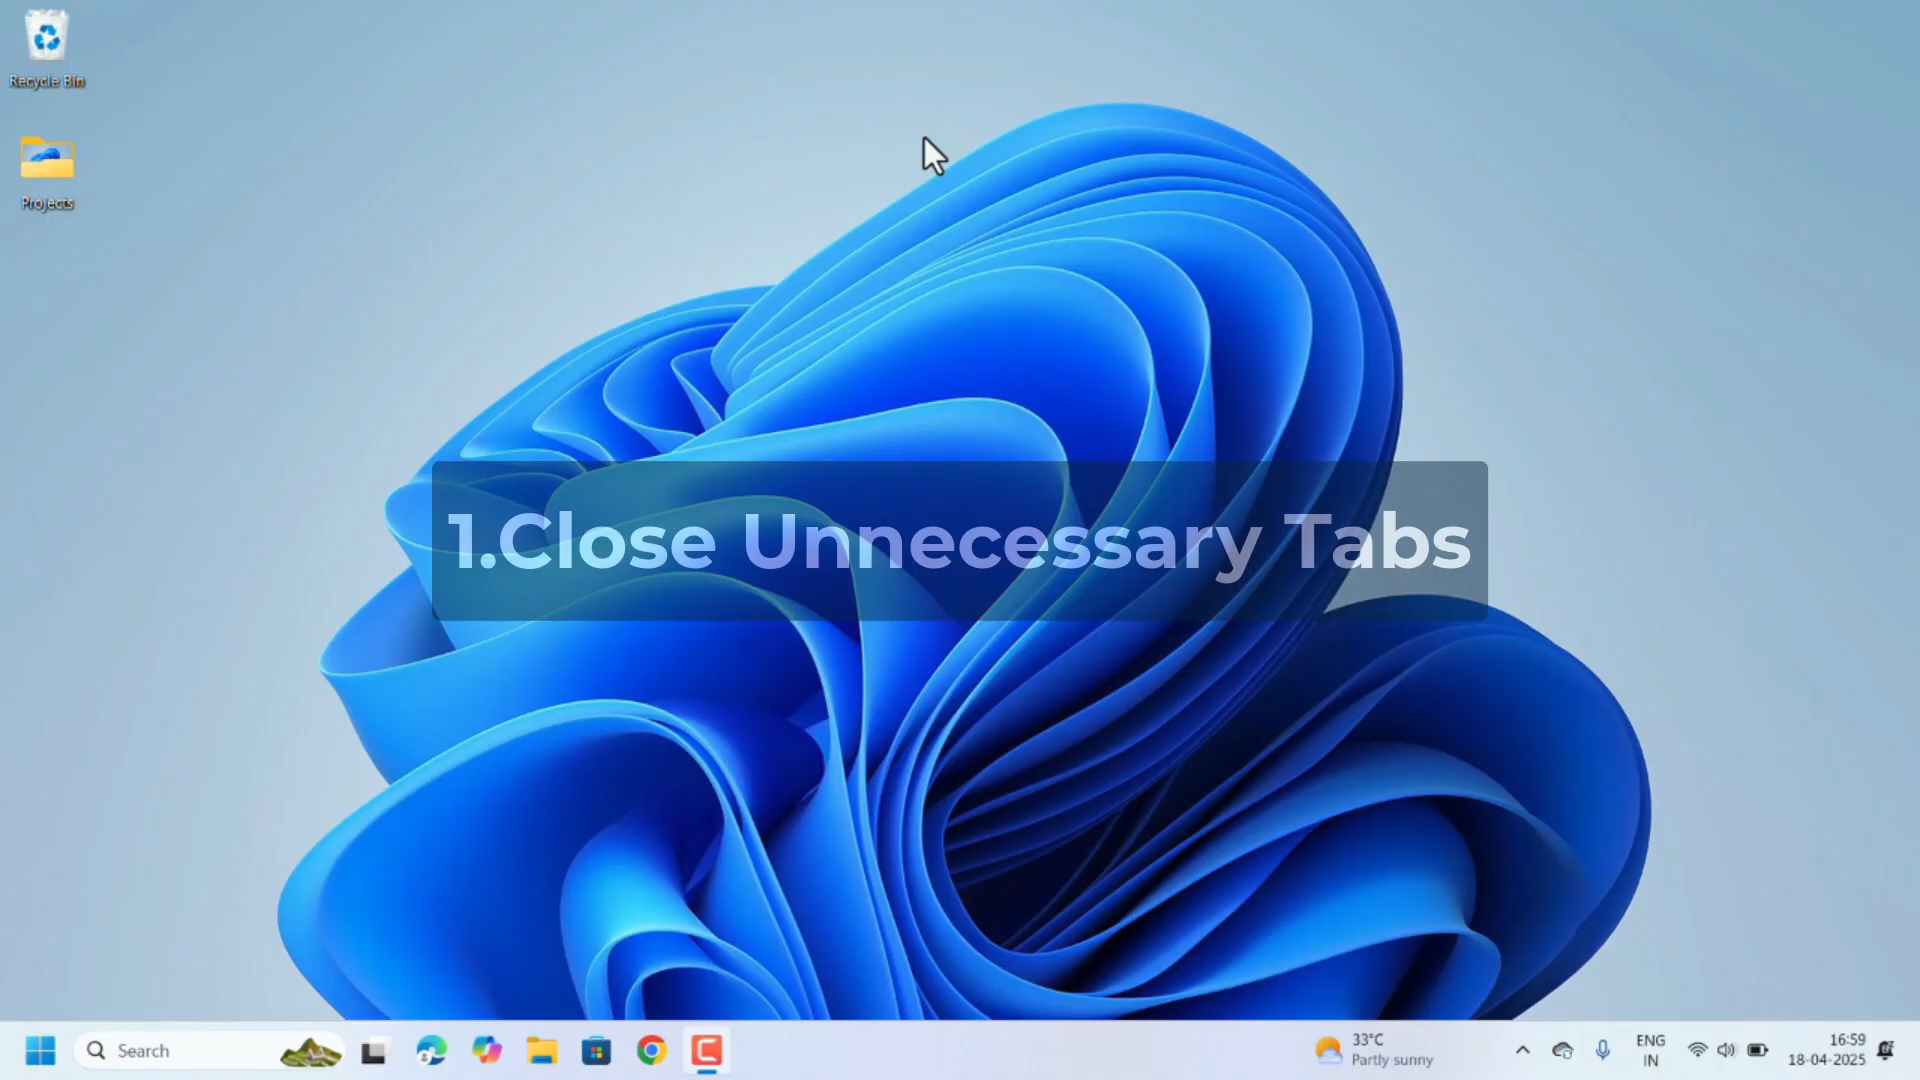 Recycle Bin
Projects
1.Close Unnecessary Tabs
Search
33°C
Partly sunny
ENG
IN
16:59
18-04-2025